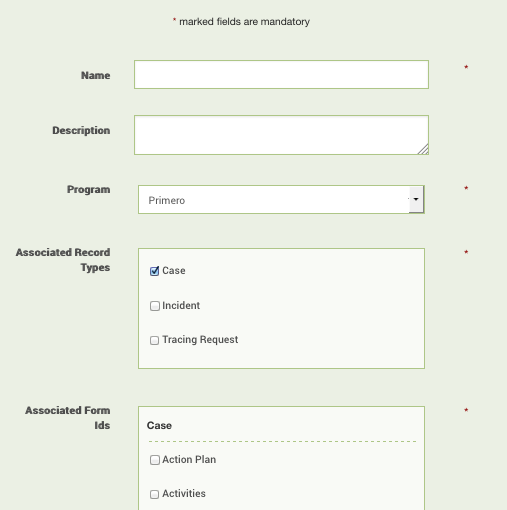 * marked fields are mandatory
Name *
Description
Program Primero *
Associated Record Types *
Case
Incident
Tracing Request
Associated Form Ids *
Case
Action Plan
Activities